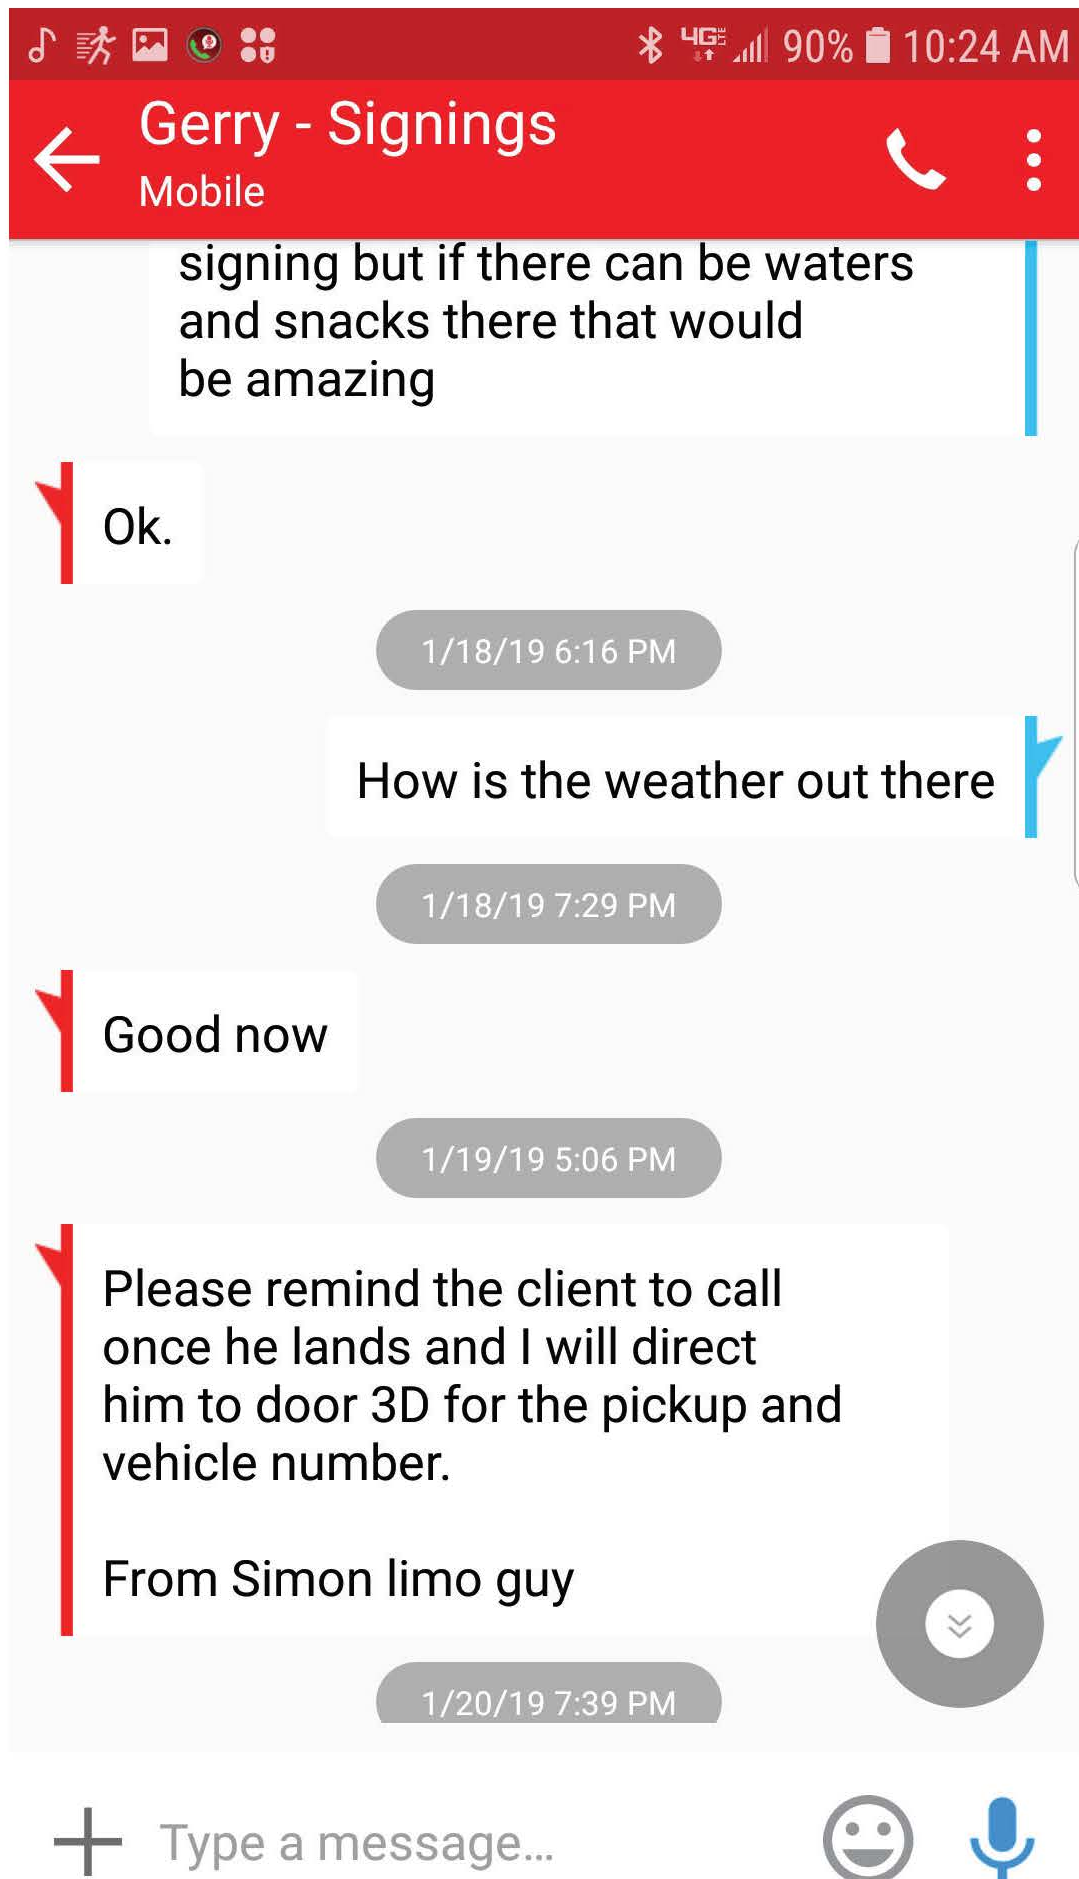 4G LTE 90% 10:24 AM
Gerry - Signings
Mobile
signing but if there can be waters
and snacks there that would
be amazing
Ok.
1/18/19 6:16 PM
How is the weather out there
1/18/19 7:29 PM
Good now
1/19/19 5:06 PM
Please remind the client to call
once he lands and I will direct
him to door 3D for the pickup and
vehicle number.
From Simon limo guy
1/20/19 7:39 PM
Type a message...